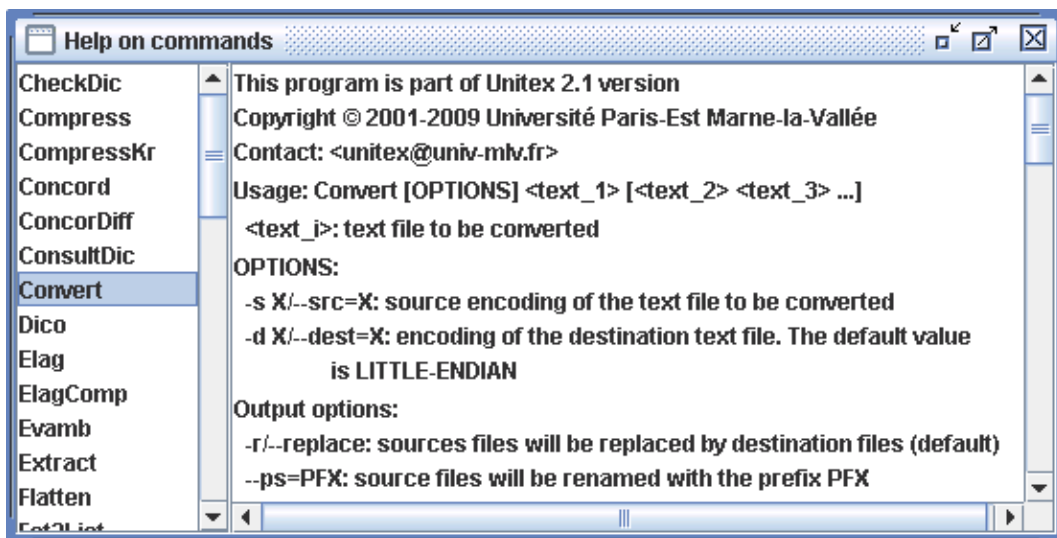 Help on commands
CheckDic
Compress
CompressKr
Concord
ConcorDiff
ConsultDic
Convert
Dico
Elag
ElagComp
Evamb
Extract
Flatten
This program is part of Unitex 2.1 version
Copyright © 2001-2009 Université Paris-Est Marne-la-Vallée
Contact: <unitex@univ-mlv.fr>
Usage: Convert [OPTIONS] <text_1> [<text_2> <text_3> ...]
<text_i>: text file to be converted
OPTIONS:
-s X/--src=X: source encoding of the text file to be converted
-d X/--dest=X: encoding of the destination text file. The default value
is LITTLE-ENDIAN
Output options:
-r/--replace: sources files will be replaced by destination files (default)
--ps=PFX: source files will be renamed with the prefix PFX